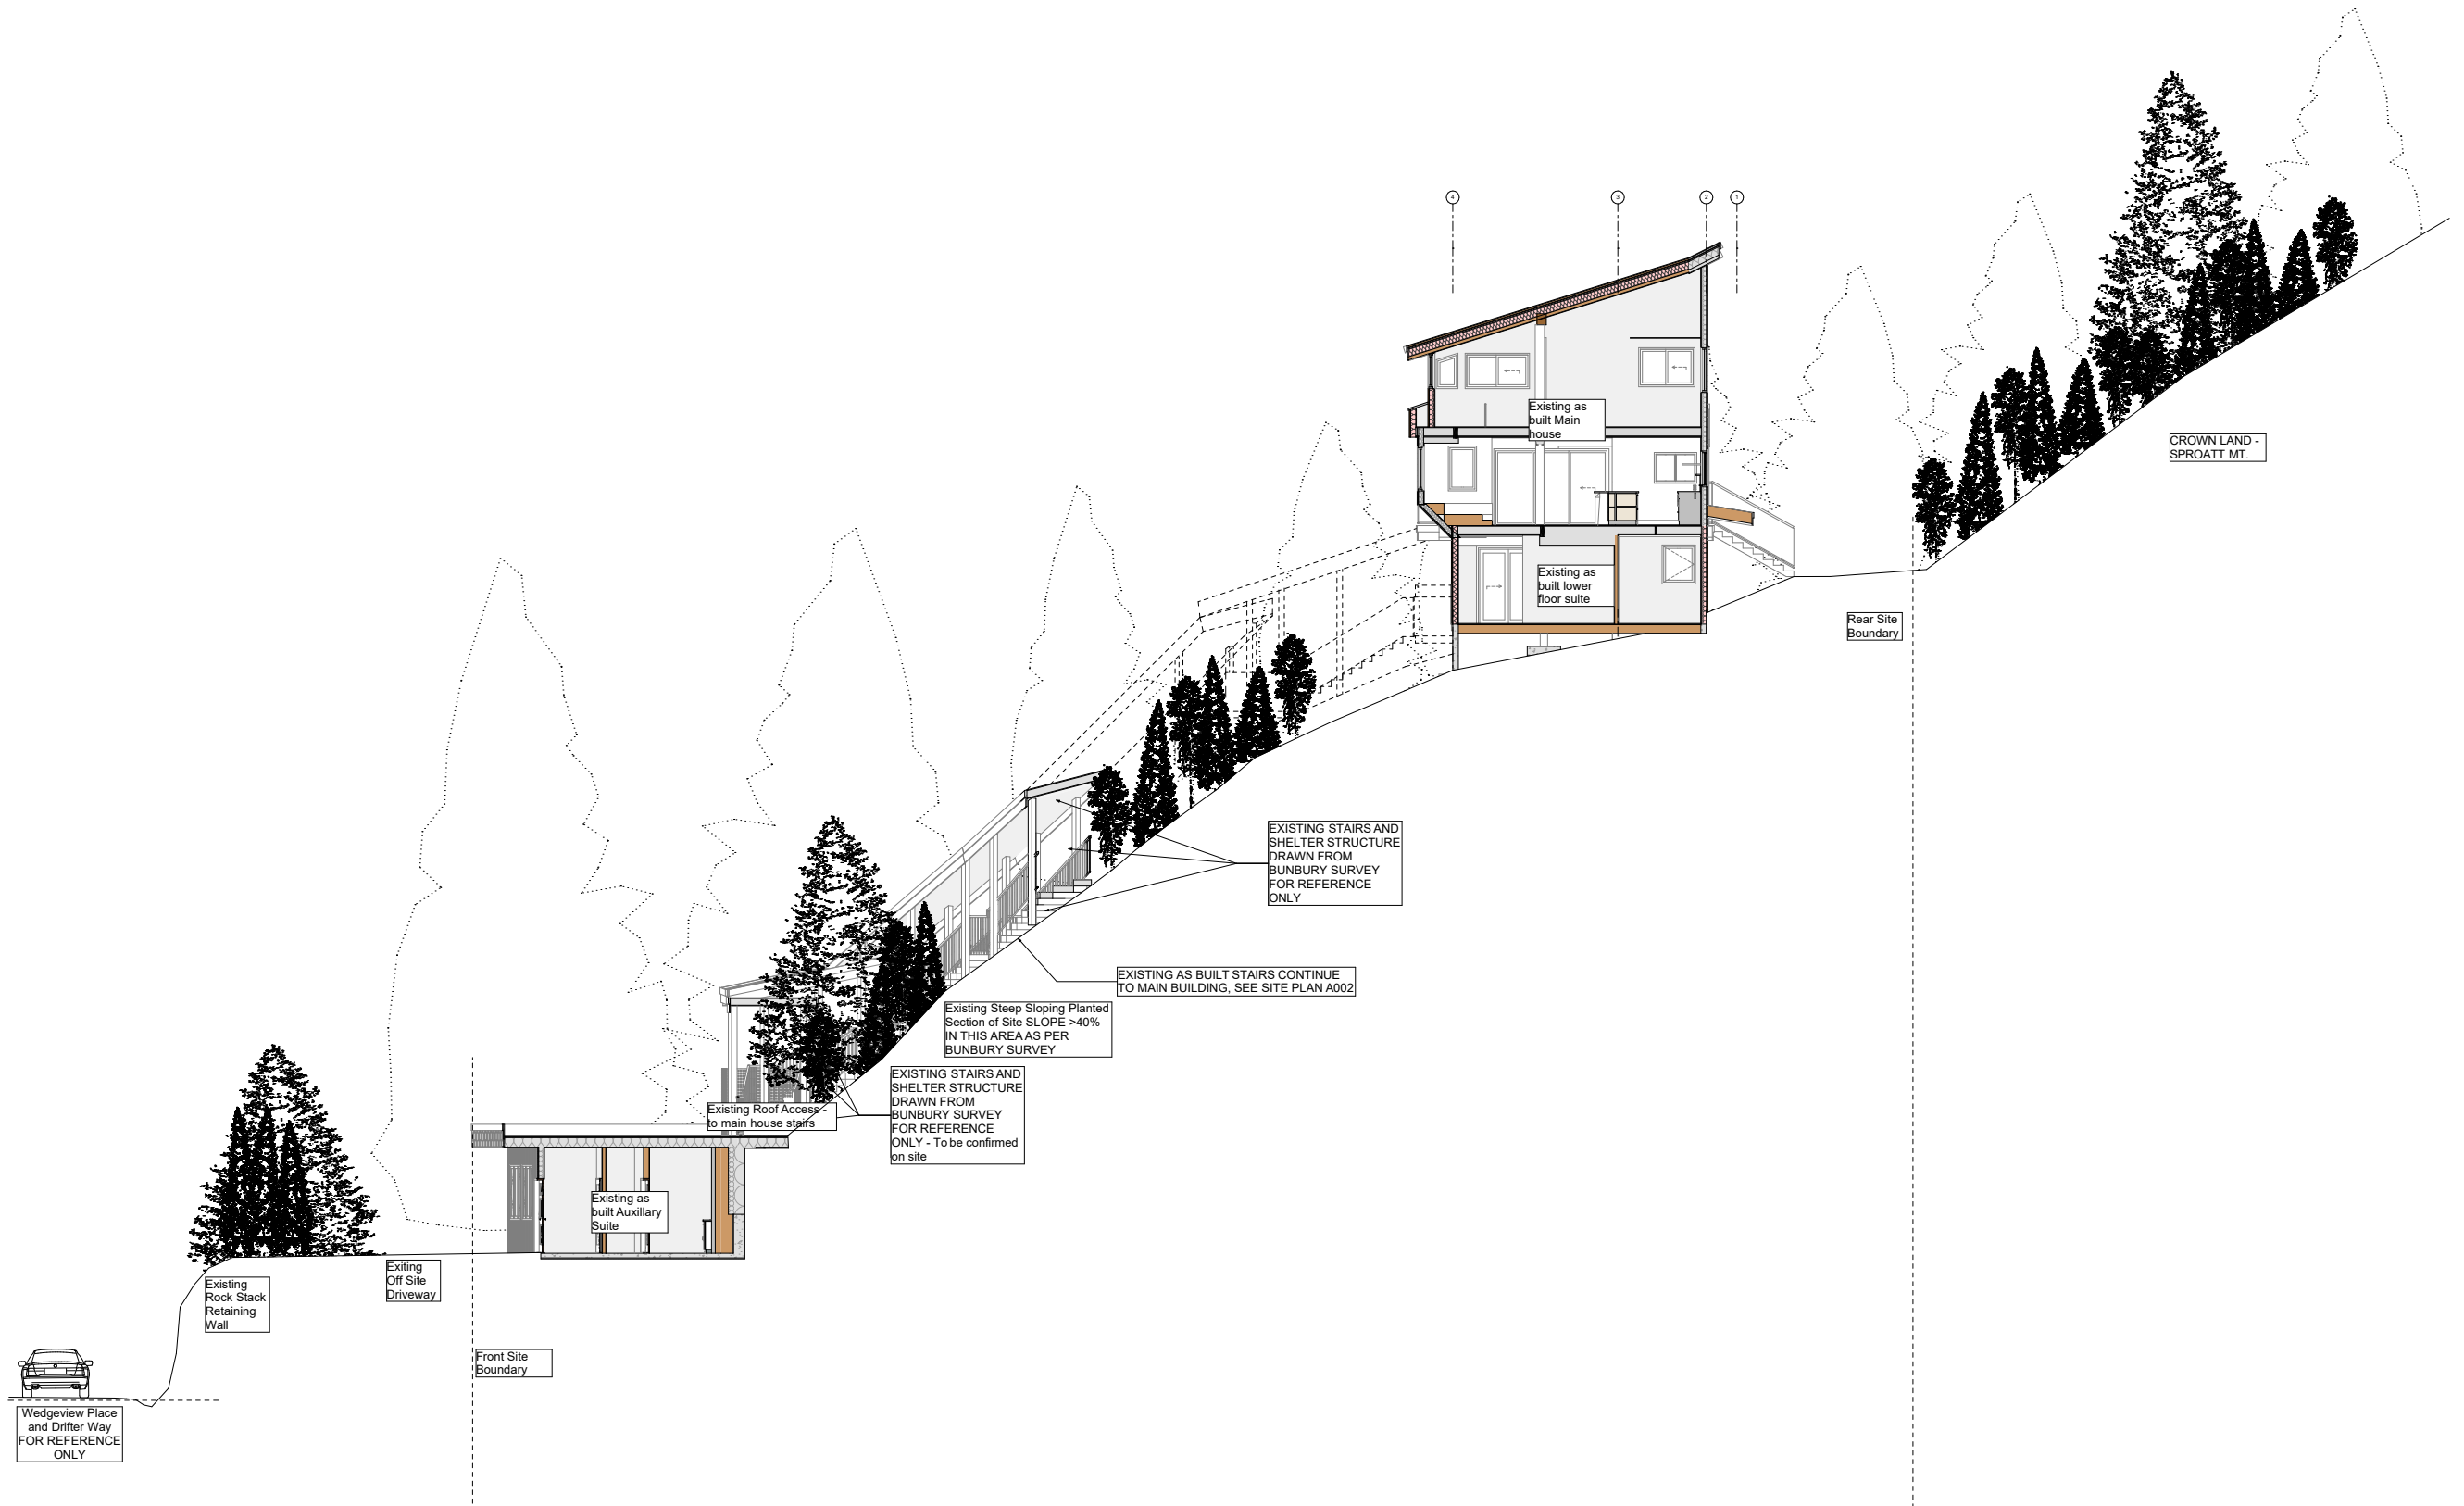 4
3
2
1
Existing as
built Main
house
CROWN LAND -
SPROATT MT.
Existing as
built lower
floor suite
Rear Site
Boundary
EXISTING STAIRS AND
SHELTER STRUCTURE
DRAWN FROM
BUNBURY SURVEY
FOR REFERENCE
ONLY
EXISTING AS BUILT STAIRS CONTINUE
TO MAIN BUILDING, SEE SITE PLAN A002
Existing Steep Sloping Planted
Section of Site SLOPE >40%
IN THIS AREA AS PER
BUNBURY SURVEY
EXISTING STAIRS AND
SHELTER STRUCTURE
DRAWN FROM
BUNBURY SURVEY
FOR REFERENCE
ONLY - To be confirmed
on site
Existing Roof Access -
to main house stairs
Existing as
built Auxillary
Suite
Exiting
Off Site
Driveway
Existing
Rock Stack
Retaining
Wall
Front Site
Boundary
Wedgeview Place
and Drifter Way
FOR REFERENCE
ONLY